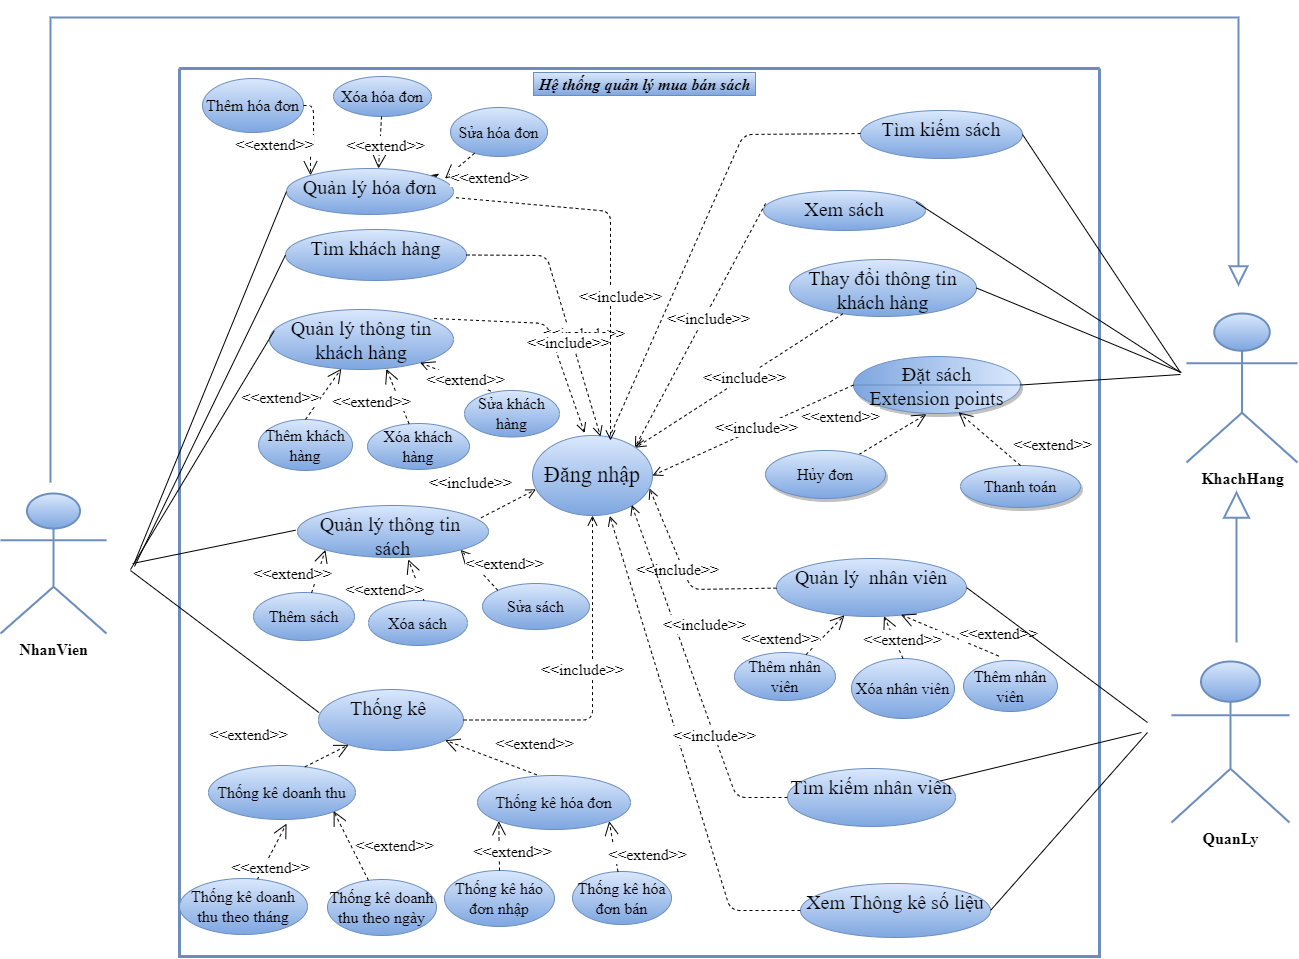 Hệ thống quản lý mua bán sách
Thêm hóa đơn
Xóa hóa đơn
Sửa hóa đơn
<<extend>>
<<extend>>
<<extend>>
Quản lý hóa đơn
Tìm khách hàng
Quản lý thông tin
khách hàng
<<extend>>
<<extend>>
<<extend>>
Thêm khách
hàng
Xóa khách
hàng
Sửa khách
hàng
<<include>>
<<include>>
<<include>>
<<include>>
<<include>>
<<include>>
Đăng nhập
<<include>>
Quản lý thông tin
sách
<<extend>>
<<extend>>
<<extend>>
Thêm sách
Xóa sách
Sửa sách
<<include>>
Thống kê
<<extend>>
<<extend>>
Thống kê doanh thu
Thống kê hóa đơn
<<extend>>
<<extend>>
<<extend>>
<<extend>>
Thống kê doanh
thu theo tháng
Thống kê doanh
thu theo ngày
Thống kê háo
đơn nhập
Thống kê hóa
đơn bán
Tìm kiếm sách
Xem sách
Thay đổi thông tin
khách hàng
Đặt sách
Extension points
<<extend>>
<<extend>>
Hủy đơn
Thanh toán
<<include>>
Quản lý nhân viên
<<include>>
<<extend>>
<<extend>>
<<extend>>
Thêm nhân
viên
Xóa nhân viên
Thêm nhân
viên
<<include>>
Tìm kiếm nhân viên
Xem Thông kê số liệu
NhanVien
KhachHang
QuanLy